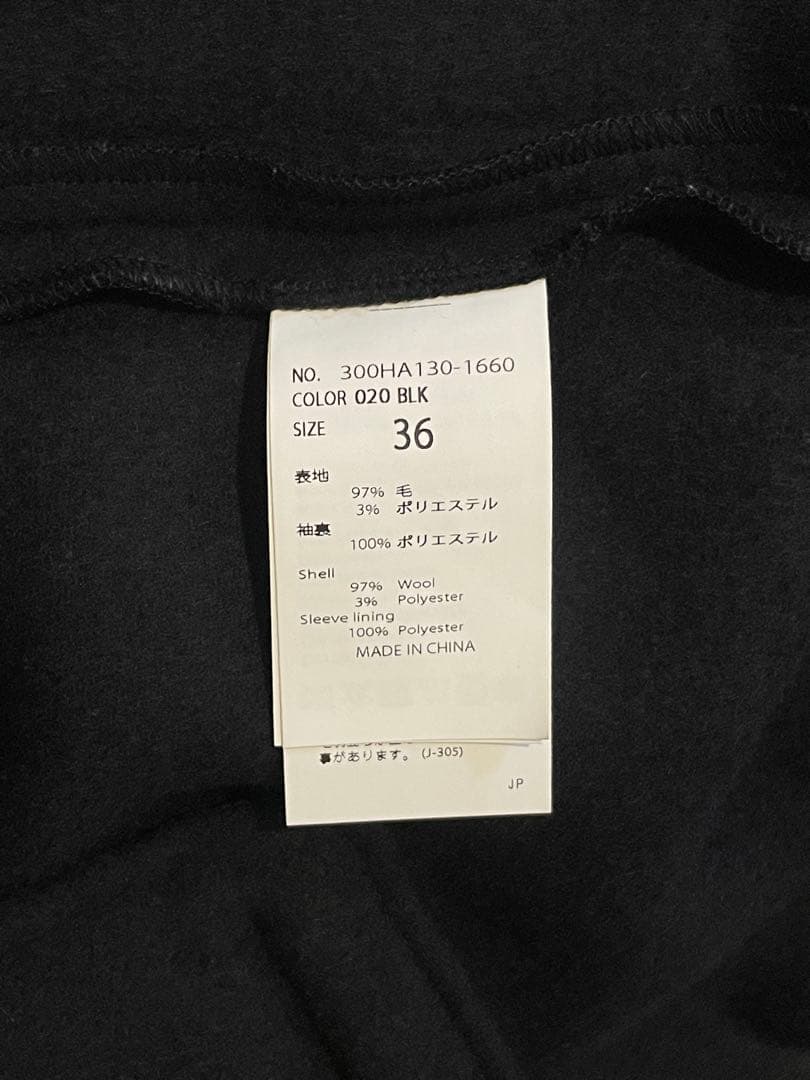 NO. 300HA130-1660
COLOR 020 BLK
SIZE 36
表地
97% 毛
3% ポリエステル
袖裏
100% ポリエステル
Shell
97% Wool
3% Polyester
Sleeve lining
100% Polyester
MADE IN CHINA
事があります。 (J-305)
JP